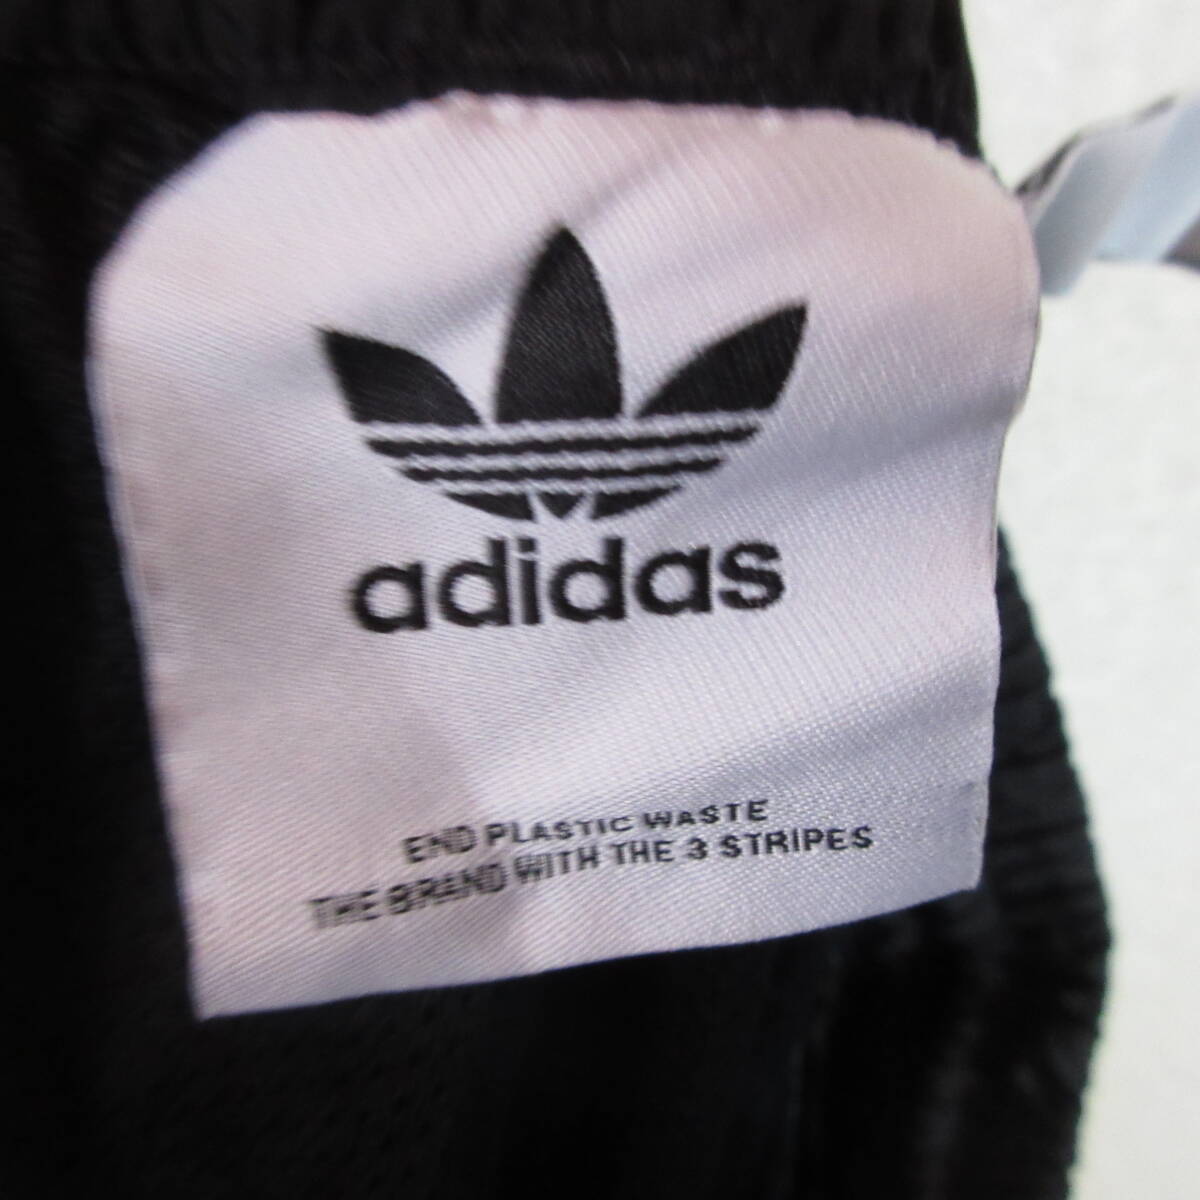 adidas
END PLASTIC WASTE
THE BRAND WITH THE 3 STRIPES